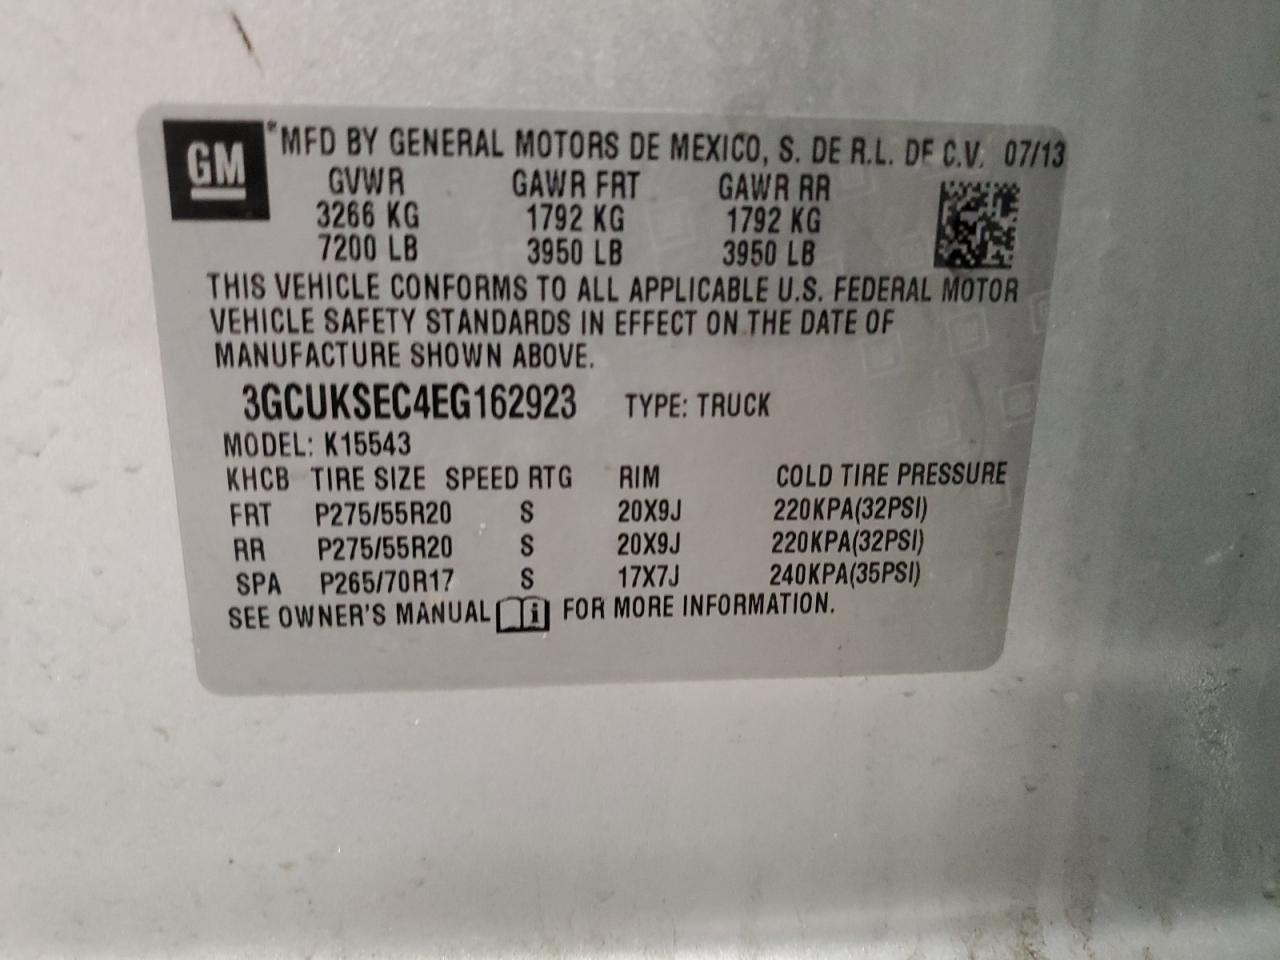 GM
MFD BY GENERAL MOTORS DE MEXICO, S. DE R.L. DE C.V. 07/13
GVWR GAWR FRT GAWR RR
3266 KG 1792 KG 1792 KG
7200 LB 3950 LB 3950 LB
THIS VEHICLE CONFORMS TO ALL APPLICABLE U.S. FEDERAL MOTOR
VEHICLE SAFETY STANDARDS IN EFFECT ON THE DATE OF
MANUFACTURE SHOWN ABOVE.
3GCUKSEC4EG162923 TYPE: TRUCK
MODEL: K15543
KHCB TIRE SIZE SPEED RTG RIM COLD TIRE PRESSURE
FRT P275/55R20 S 20X9J 220KPA(32PSI)
RR P275/55R20 S 20X9J 220KPA(32PSI)
SPA P265/70R17 S 17X7J 240KPA(35PSI)
SEE OWNER'S MANUAL i FOR MORE INFORMATION.